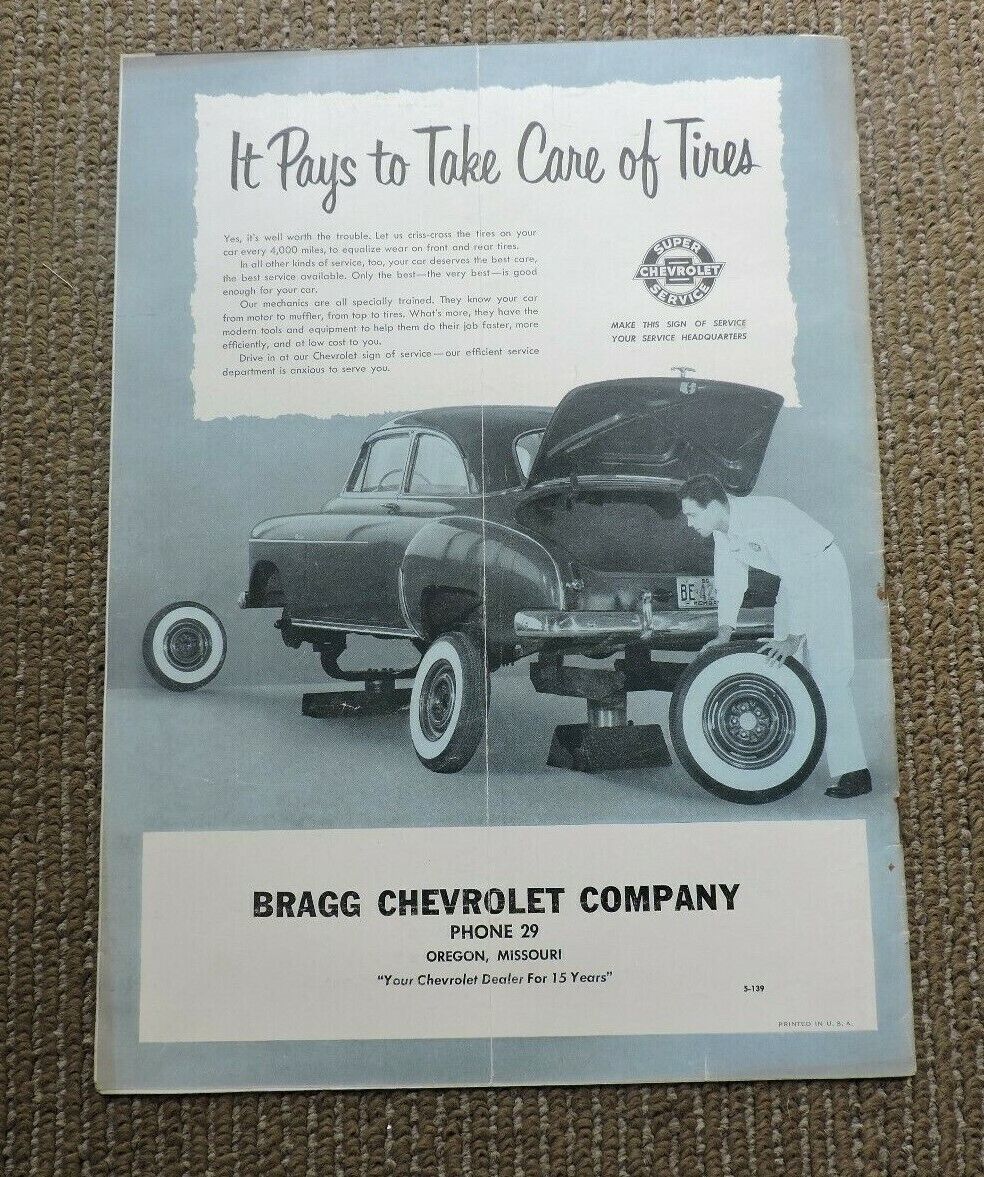 It Pays to Take Care of Tires
Yes, it's well worth the trouble. Let us criss-cross the tires on your
car every 4,000 miles, to equalize wear on front and rear tires.
In all other kinds of service, too, your car deserves the best care,
the best service available. Only the best—the very best—is good
enough for your car.
Our mechanics are all specially trained. They know your car
from motor to muffler, from top to tires. What's more, they have the
modern tools and equipment to help them do their job faster, more
efficiently, and at low cost to you.
Drive in at our Chevrolet sign of service—our efficient service
department is anxious to serve you.
SUPER
CHEVROLET
SERVICE
MAKE THIS SIGN OF SERVICE
YOUR SERVICE HEADQUARTERS
BE
BRAGG CHEVROLET COMPANY
PHONE 29
OREGON, MISSOURI
"Your Chevrolet Dealer For 15 Years"
S-139
PRINTED IN U. S. A.